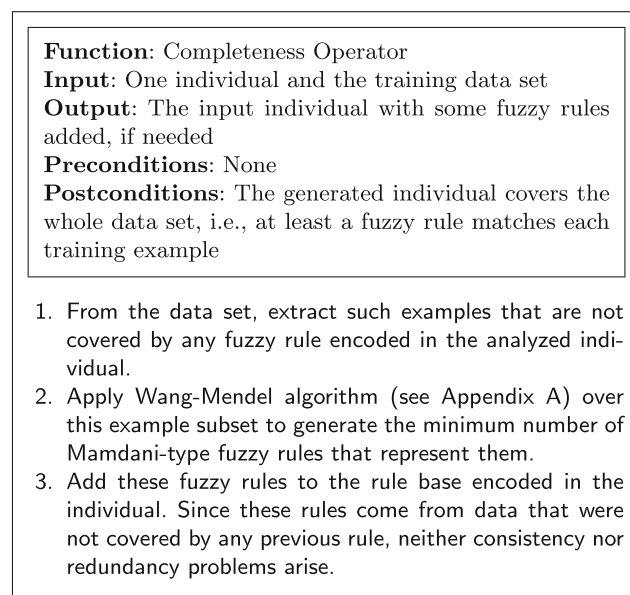 Function: Completeness Operator
Input: One individual and the training data set
Output: The input individual with some fuzzy rules
added, if needed
Preconditions: None
Postconditions: The generated individual covers the
whole data set, i.e., at least a fuzzy rule matches each
training example
1. From the data set, extract such examples that are not
covered by any fuzzy rule encoded in the analyzed indi-
vidual.
2. Apply Wang-Mendel algorithm (see Appendix A) over
this example subset to generate the minimum number of
Mamdani-type fuzzy rules that represent them.
3. Add these fuzzy rules to the rule base encoded in the
individual. Since these rules come from data that were
not covered by any previous rule, neither consistency nor
redundancy problems arise.